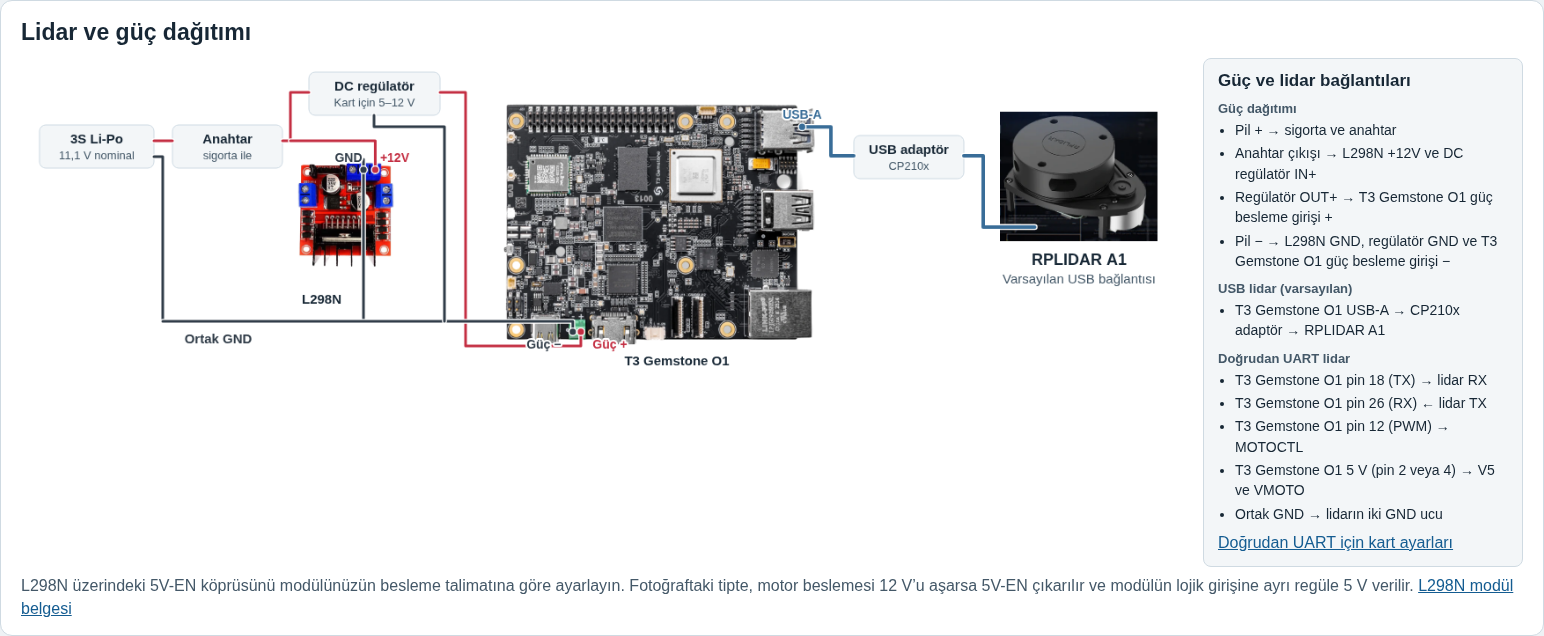 Lidar ve güç dağıtımı
DC regülatör
Kart için 5–12 V
3S Li-Po
11,1 V nominal
Anahtar
sigorta ile
GND
+12V
L298N
Ortak GND
USB-A
Güç −
Güç +
T3 Gemstone O1
USB adaptör
CP210x
RPLIDAR A1
Varsayılan USB bağlantısı
Güç ve lidar bağlantıları
Güç dağıtımı
Pil + → sigorta ve anahtar
Anahtar çıkışı → L298N +12V ve DC
regülatör IN+
Regülatör OUT+ → T3 Gemstone O1 güç
besleme girişi +
Pil − → L298N GND, regülatör GND ve T3
Gemstone O1 güç besleme girişi −
USB lidar (varsayılan)
T3 Gemstone O1 USB-A → CP210x
adaptör → RPLIDAR A1
Doğrudan UART lidar
T3 Gemstone O1 pin 18 (TX) → lidar RX
T3 Gemstone O1 pin 26 (RX) ← lidar TX
T3 Gemstone O1 pin 12 (PWM) →
MOTOCTL
T3 Gemstone O1 5 V (pin 2 veya 4) → V5
ve VMOTO
Ortak GND → lidarın iki GND ucu
Doğrudan UART için kart ayarları
L298N üzerindeki 5V-EN köprüsünü modülünüzün besleme talimatına göre ayarlayın. Fotoğraftaki tipte, motor beslemesi 12 V’u aşarsa 5V-EN çıkarılır ve modülün lojik girişine ayrı regüle 5 V verilir. L298N modül
belgesi